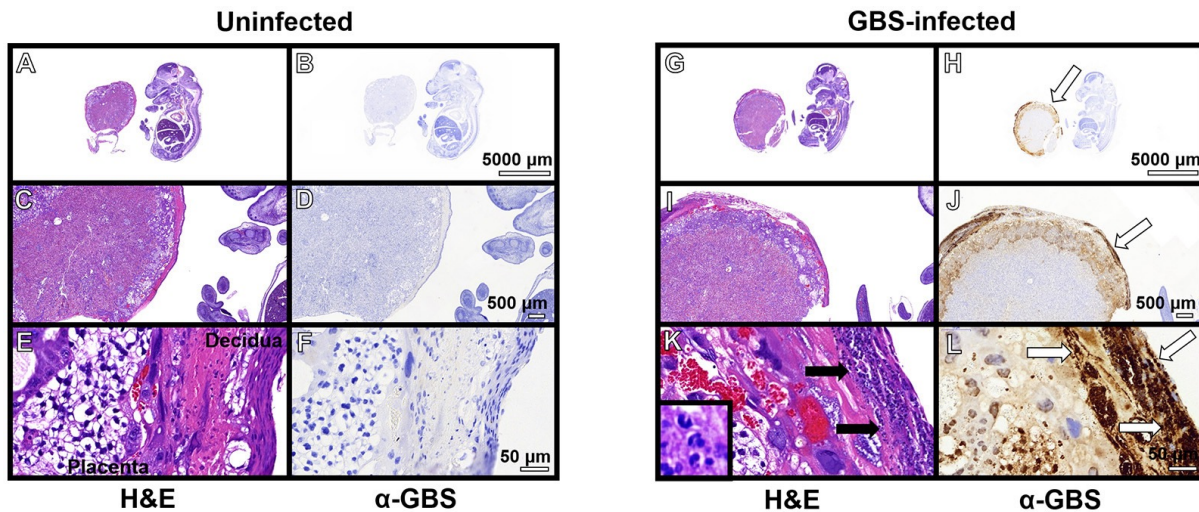 Uninfected
GBS-infected
A
B
5000 μm
G
H
5000 μm
C
D
500 μm
I
J
500 μm
E
Decidua
F
Placenta
50 μm
K
L
50 μm
H&E
α-GBS
H&E
α-GBS